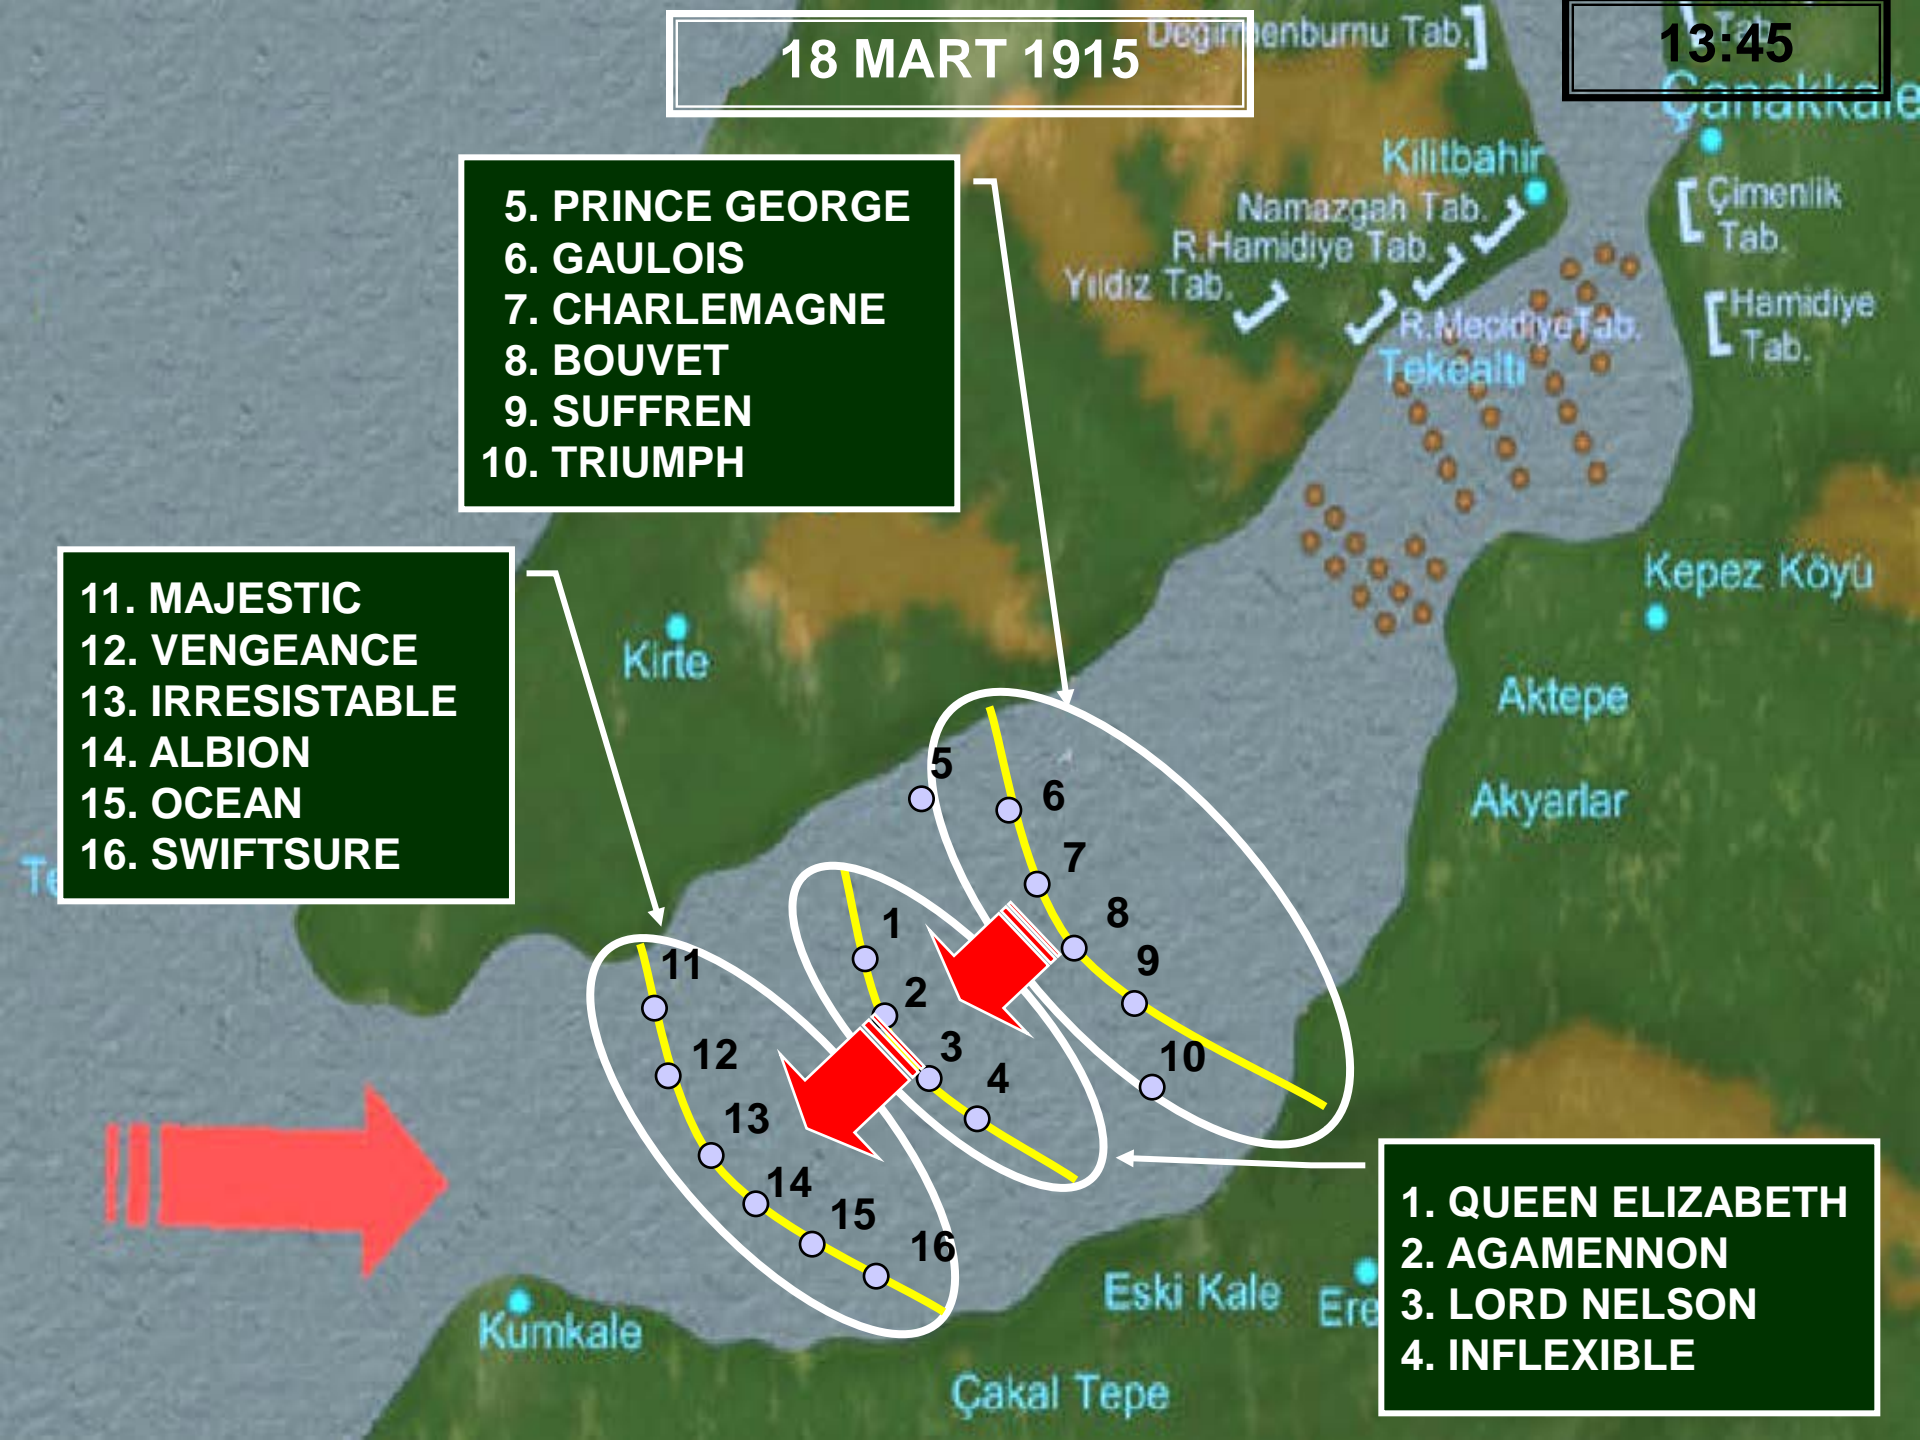 18 MART 1915
13:45
Değirmenburnu Tab.
Tab.
Çanakkale
Kilitbahir
Namazgah Tab.
R.Hamidiye Tab.
Yıldız Tab.
R.MecidiyeTab.
Tekealtı
Çimenlik
Tab.
Hamidiye
Tab.
5. PRINCE GEORGE
6. GAULOIS
7. CHARLEMAGNE
8. BOUVET
9. SUFFREN
10. TRIUMPH
11. MAJESTIC
12. VENGEANCE
13. IRRESISTABLE
14. ALBION
15. OCEAN
16. SWIFTSURE
Kirte
Kepez Köyü
Aktepe
Akyarlar
5
6
7
8
9
10
1
2
3
4
11
12
13
14
15
16
1. QUEEN ELIZABETH
2. AGAMENNON
3. LORD NELSON
4. INFLEXIBLE
Kumkale
Eski Kale
Ere
Çakal Tepe
Te